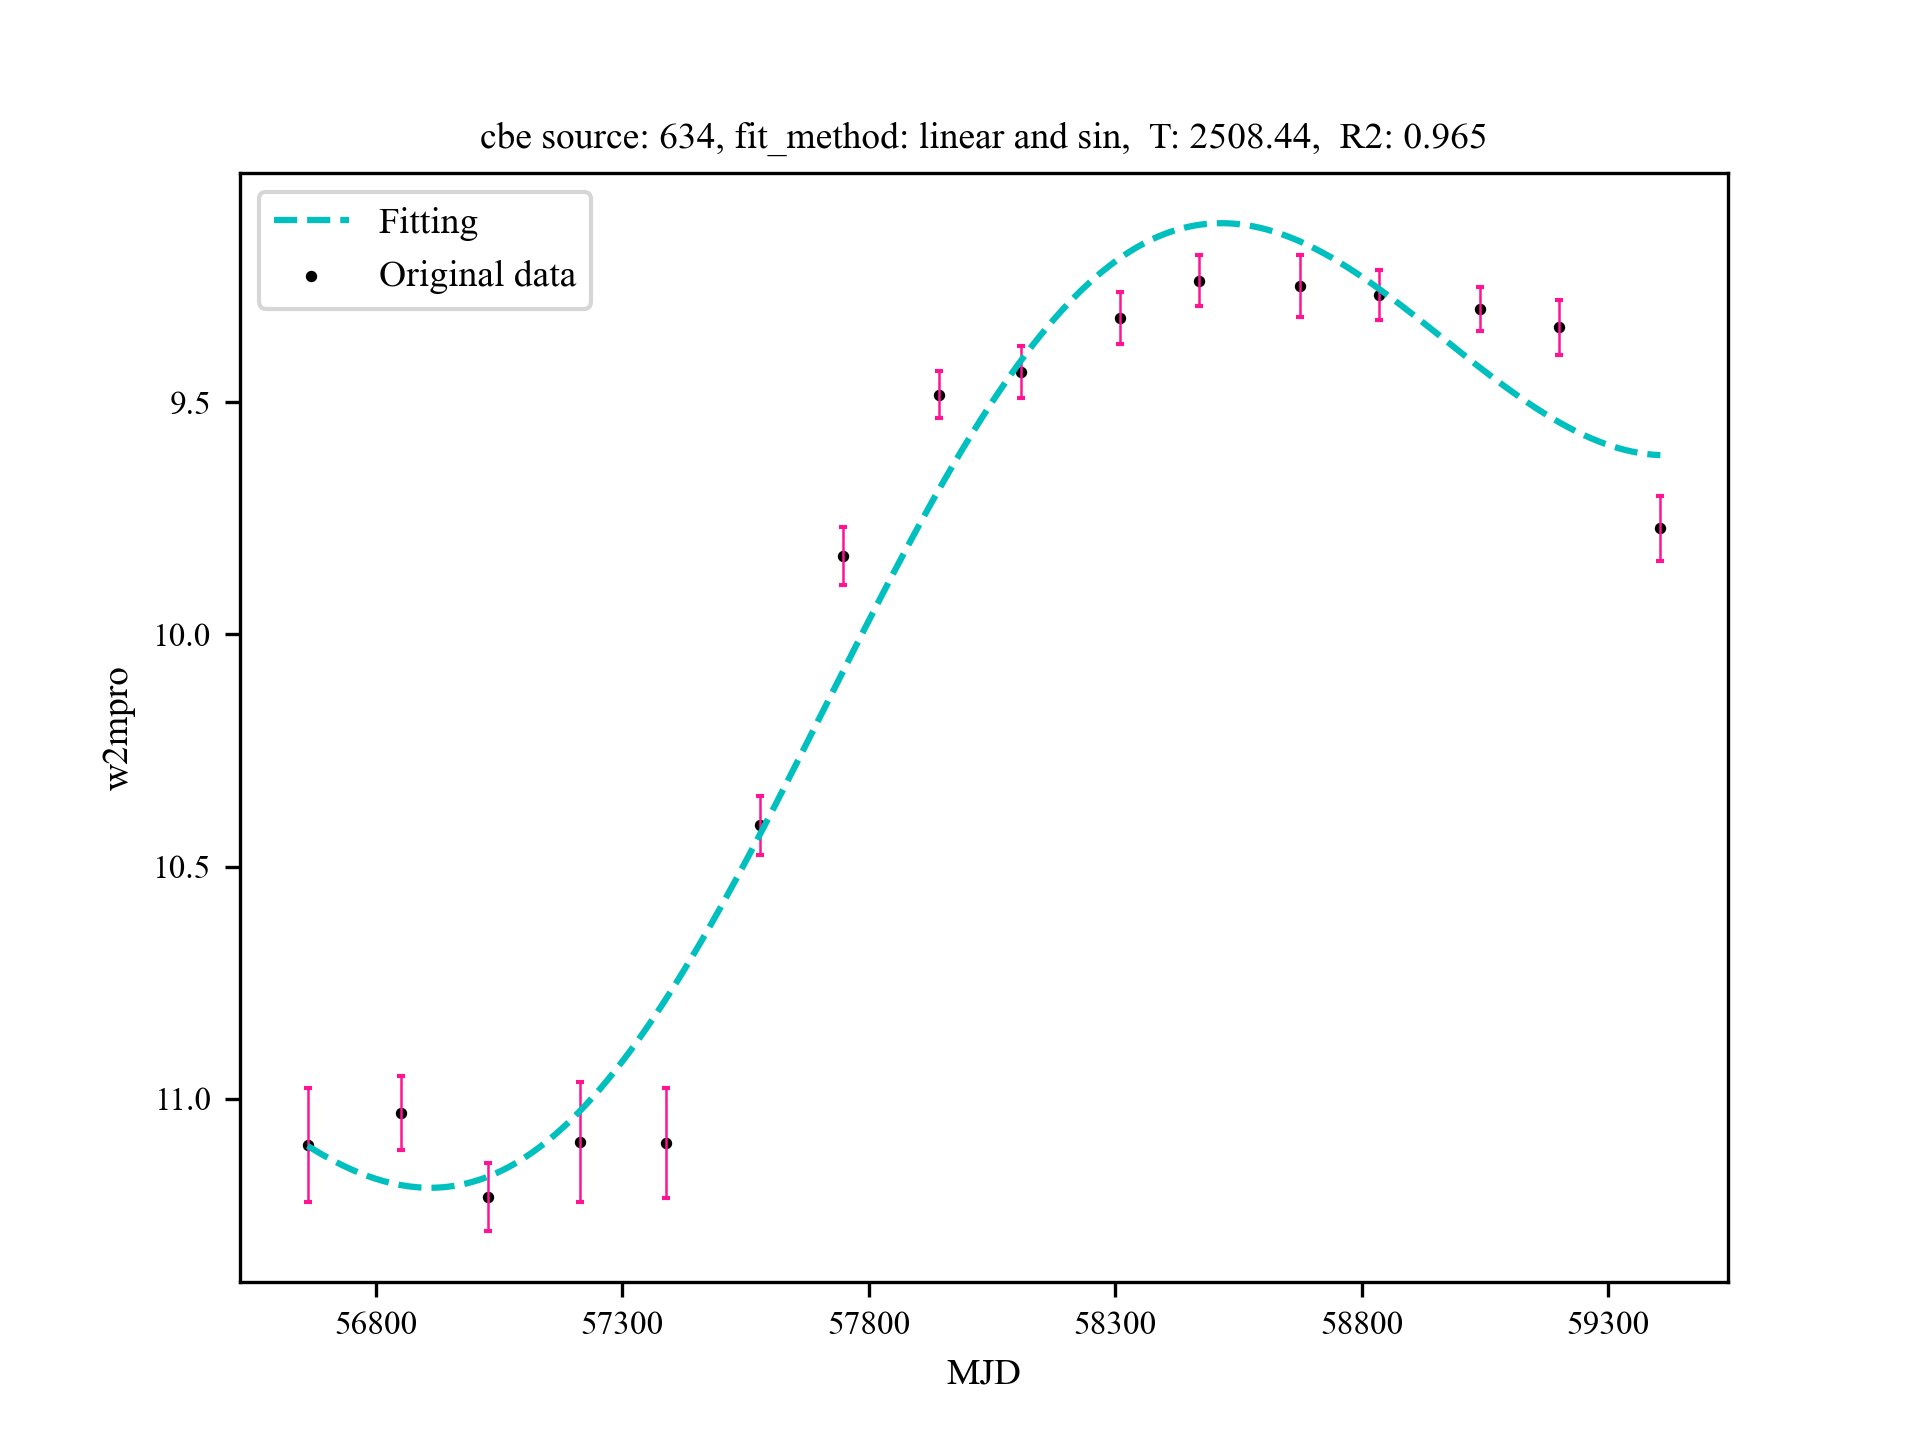 cbe source: 634, fit_method: linear and sin,  T: 2508.44,  R2: 0.965
Fitting
Original data
9.5
10.0
10.5
11.0
w2mpro
56800
57300
57800
58300
58800
59300
MJD